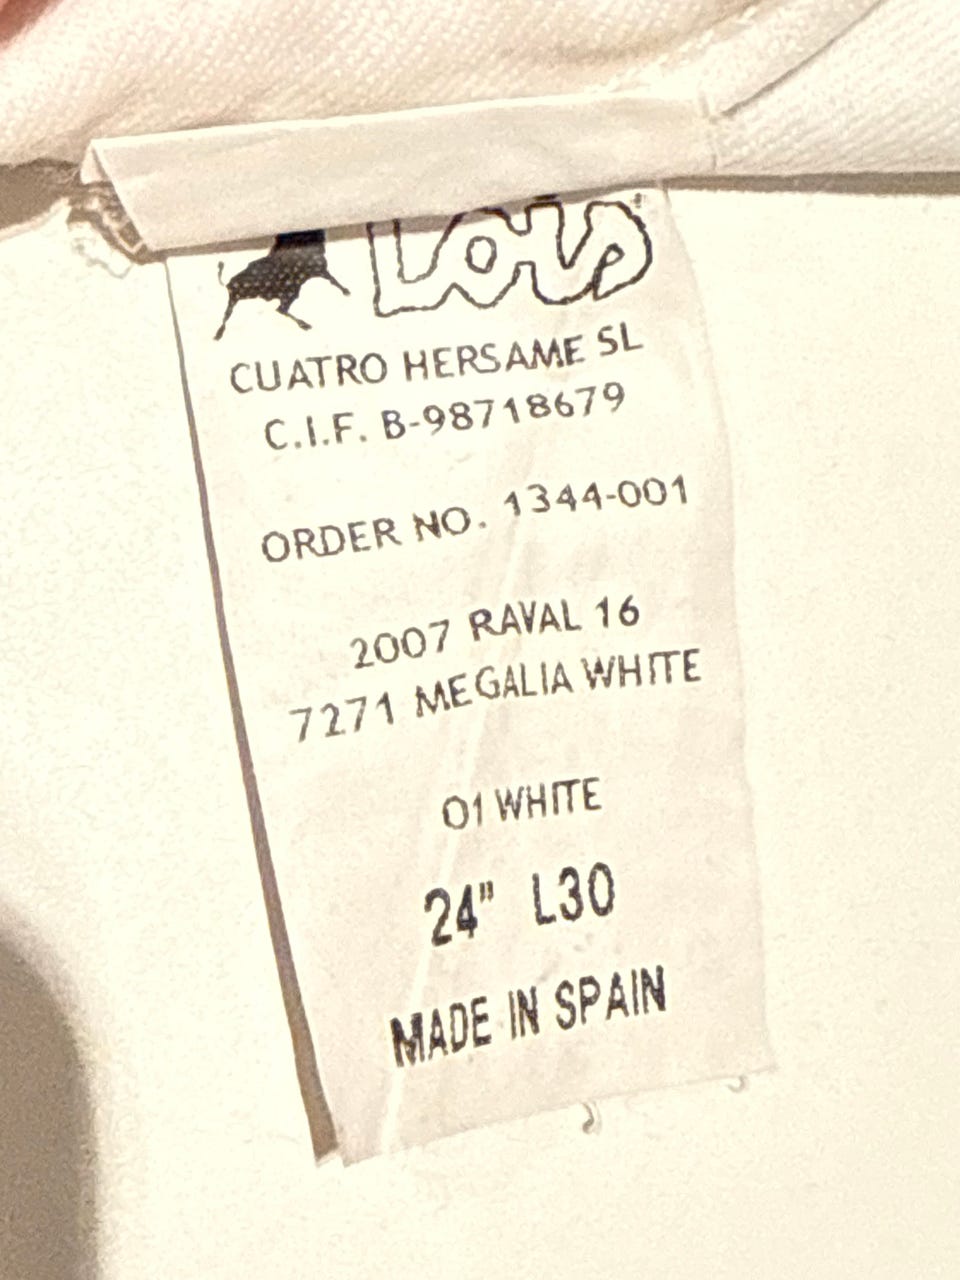 Lois
CUATRO HERSAME SL
C.I.F. B-98718679
ORDER NO. 1344-001
2007 RAVAL 16
7271 MEGALIA WHITE
01 WHITE
24" L30
MADE IN SPAIN